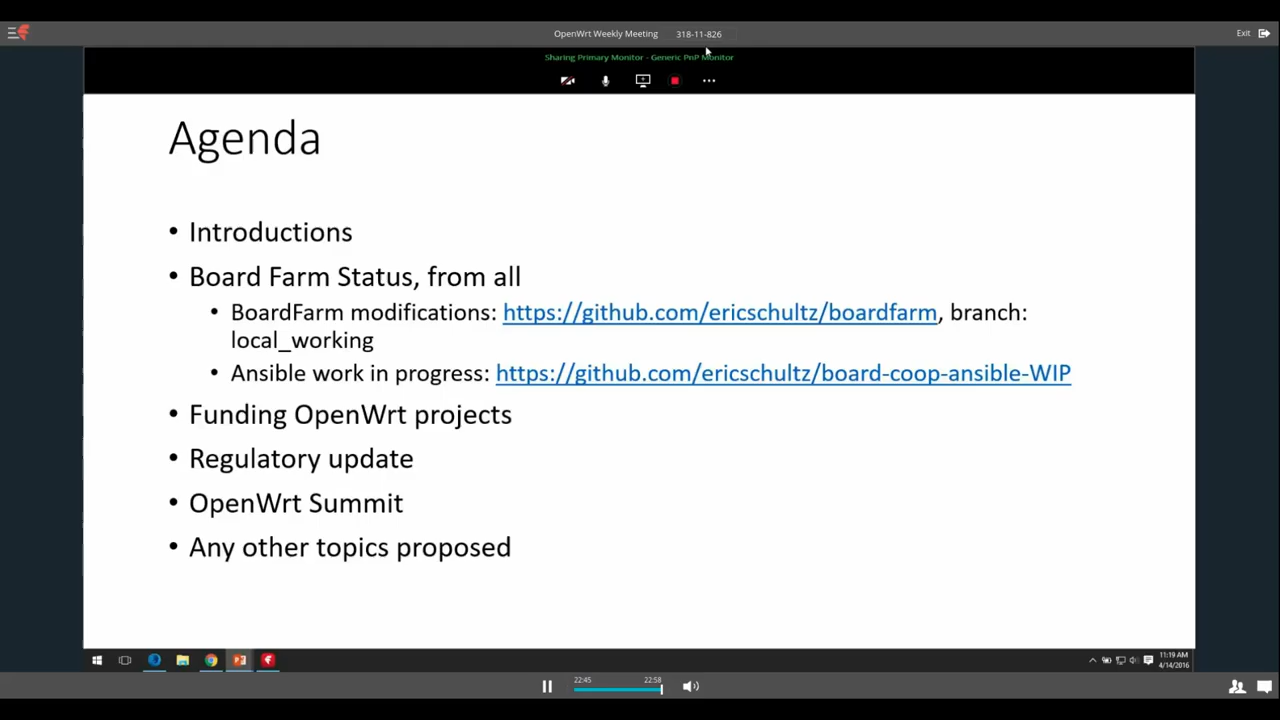 OpenWrt Weekly Meeting 318-11-826
Exit
Sharing Primary Monitor - Generic PnP Monitor
Agenda
• Introductions
• Board Farm Status, from all
• BoardFarm modifications: https://github.com/ericschultz/boardfarm, branch:
local_working
• Ansible work in progress: https://github.com/ericschultz/board-coop-ansible-WIP
• Funding OpenWrt projects
• Regulatory update
• OpenWrt Summit
• Any other topics proposed
11:19 AM
4/14/2016
22:45 22:58